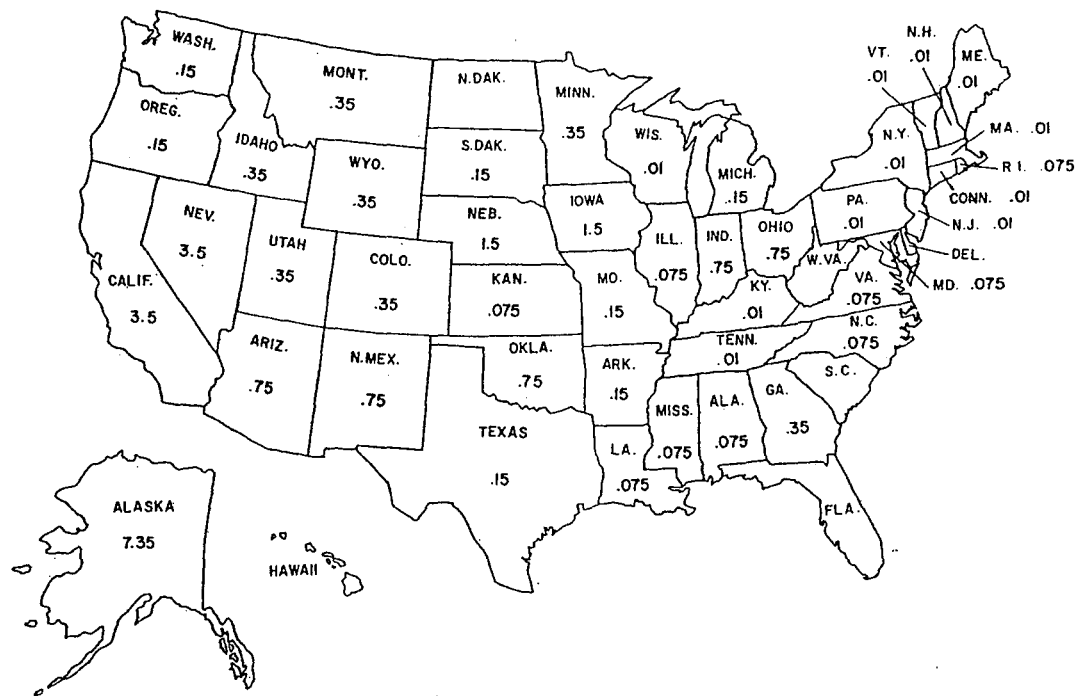 WASH.
.15
MONT.
.35
N.DAK.
MINN.
.35
VT.
.01
N.H.
.01
ME.
.01
OREG.
.15
IDAHO
.35
WYO.
.35
S.DAK.
.15
WIS.
.01
MICH.
.15
N.Y.
.01
MA. .01
R I. .075
CONN. .01
N.J. .01
PA.
.01
DEL.
MD. .075
NEV.
3.5
UTAH
.35
COLO.
.35
NEB.
1.5
IOWA
1.5
ILL.
.075
IND.
.75
OHIO
.75
W.VA.
VA.
.075
CALIF.
3.5
KAN.
.075
MO.
.15
KY.
.01
N.C.
.075
TENN.
.01
ARIZ.
.75
N.MEX.
.75
OKLA.
.75
ARK.
.15
S.C.
TEXAS
.15
LA.
.075
MISS.
.075
ALA.
.075
GA.
.35
FLA.
ALASKA
7.35
HAWAII